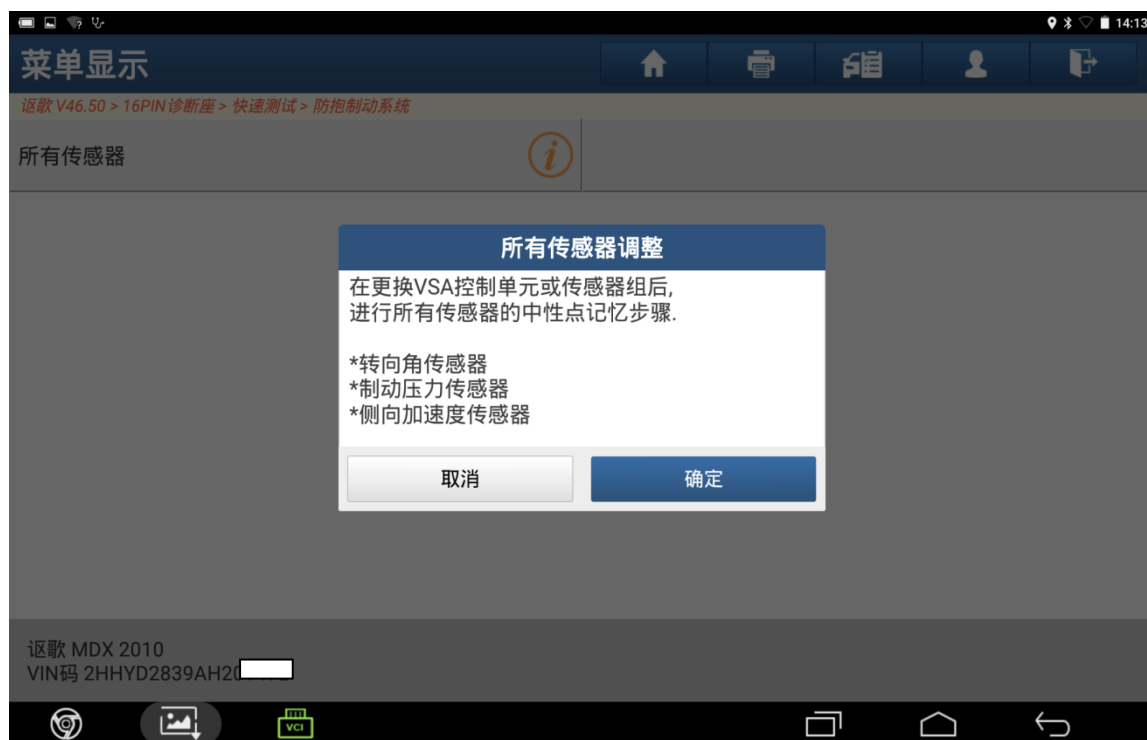 14:13
菜单显示
讴歌 V46.50 > 16PIN诊断座 > 快速测试 > 防抱制动系统
所有传感器
所有传感器调整
在更换VSA控制单元或传感器组后,
进行所有传感器的中性点记忆步骤.
*转向角传感器
*制动压力传感器
*侧向加速度传感器
取消
确定
讴歌 MDX 2010
VIN码 2HHYD2839AH20
VCI